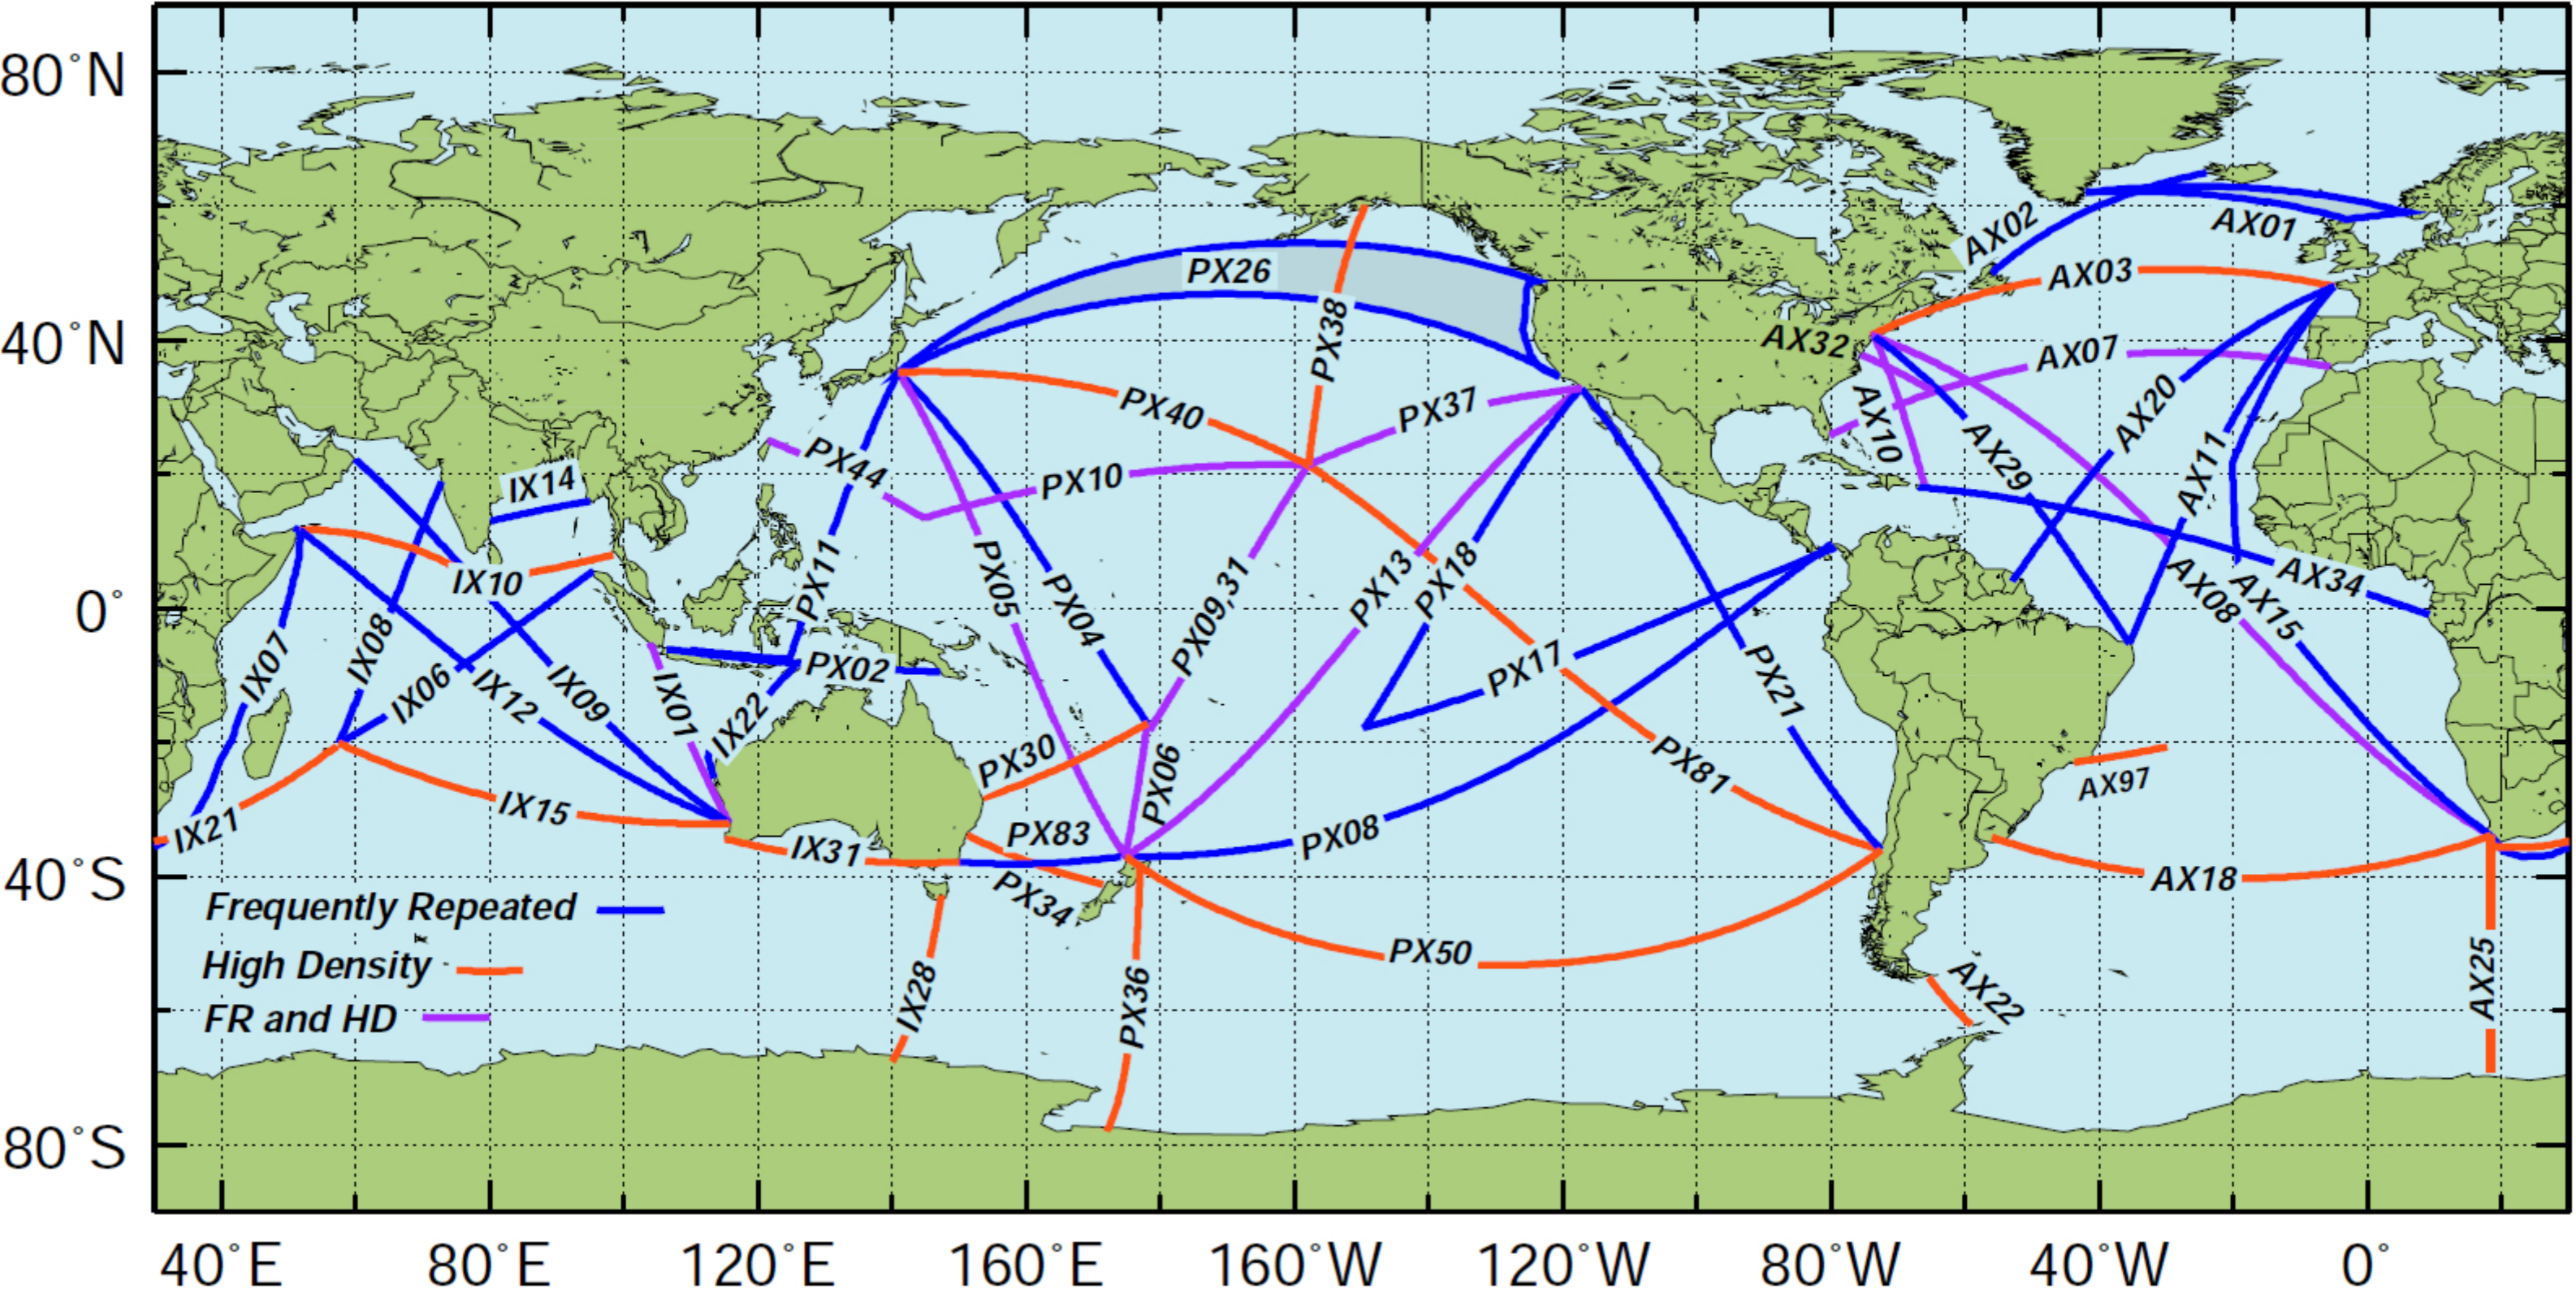 80°N
40°N
0°
40°S
80°S
AX02
AX01
PX26
AX03
PX38
AX32
AX07
PX40
PX37
AX10
AX20
PX44
IX14
PX10
AX29
AX11
IX10
PX11
PX05
PX04
PX09,31
PX13
PX18
AX08
AX15
AX34
IX07
IX08
IX06
IX12
IX09
IX01
IX22
PX02
PX17
PX21
PX30
PX06
PX81
AX97
IX21
IX15
IX31
PX83
PX08
PX34
AX18
PX50
IX28
PX36
AX22
AX25
Frequently Repeated
High Density
FR and HD
40°E 80°E 120°E 160°E 160°W 120°W 80°W 40°W 0°